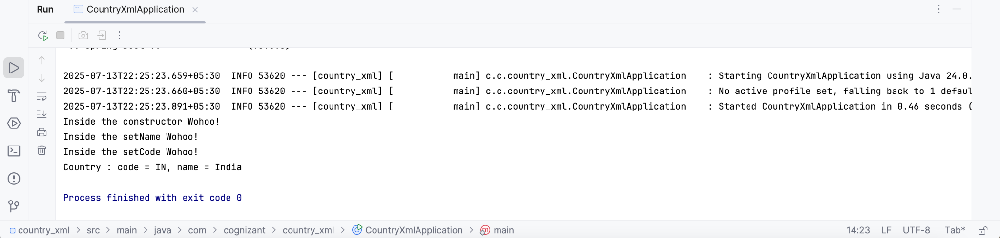 Run CountryXmlApplication
2025-07-13T22:25:23.659+05:30  INFO 53620 --- [country_xml] [           main] c.c.country_xml.CountryXmlApplication    : Starting CountryXmlApplication using Java 24.0.
2025-07-13T22:25:23.660+05:30  INFO 53620 --- [country_xml] [           main] c.c.country_xml.CountryXmlApplication    : No active profile set, falling back to 1 defaul
2025-07-13T22:25:23.891+05:30  INFO 53620 --- [country_xml] [           main] c.c.country_xml.CountryXmlApplication    : Started CountryXmlApplication in 0.46 seconds (
Inside the constructor Wohoo!
Inside the setName Wohoo!
Inside the setCode Wohoo!
Country : code = IN, name = India
Process finished with exit code 0
country_xml > src > main > java > com > cognizant > country_xml > CountryXmlApplication > main 14:23 LF UTF-8 Tab*